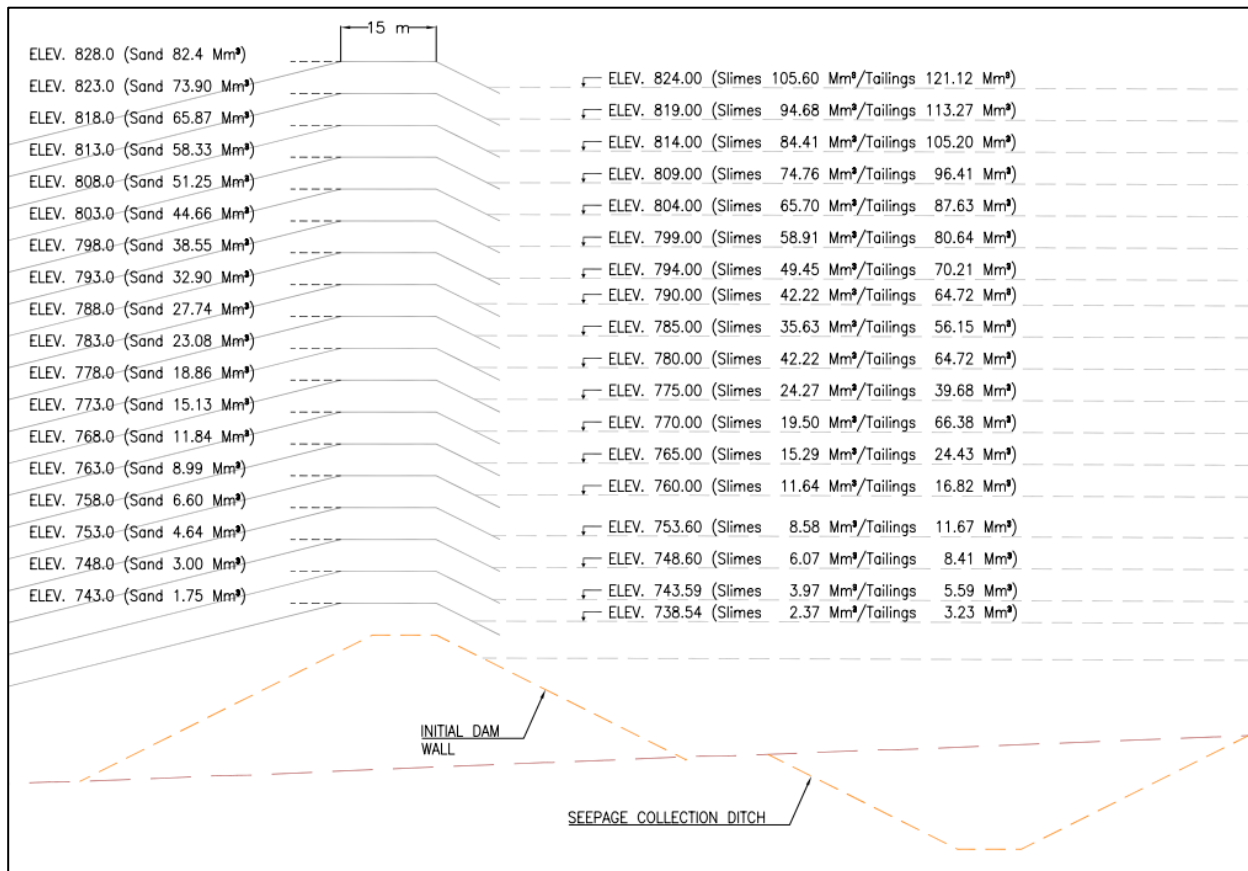 15 m
ELEV. 828.0 (Sand 82.4 Mm³)
ELEV. 823.0 (Sand 73.90 Mm³)
ELEV. 818.0 (Sand 65.87 Mm³)
ELEV. 813.0 (Sand 58.33 Mm³)
ELEV. 808.0 (Sand 51.25 Mm³)
ELEV. 803.0 (Sand 44.66 Mm³)
ELEV. 798.0 (Sand 38.55 Mm³)
ELEV. 793.0 (Sand 32.90 Mm³)
ELEV. 788.0 (Sand 27.74 Mm³)
ELEV. 783.0 (Sand 23.08 Mm³)
ELEV. 778.0 (Sand 18.86 Mm³)
ELEV. 773.0 (Sand 15.13 Mm³)
ELEV. 768.0 (Sand 11.84 Mm³)
ELEV. 763.0 (Sand 8.99 Mm³)
ELEV. 758.0 (Sand 6.60 Mm³)
ELEV. 753.0 (Sand 4.64 Mm³)
ELEV. 748.0 (Sand 3.00 Mm³)
ELEV. 743.0 (Sand 1.75 Mm³)
ELEV. 824.00 (Slimes 105.60 Mm³/Tailings 121.12 Mm³)
ELEV. 819.00 (Slimes 94.68 Mm³/Tailings 113.27 Mm³)
ELEV. 814.00 (Slimes 84.41 Mm³/Tailings 105.20 Mm³)
ELEV. 809.00 (Slimes 74.76 Mm³/Tailings 96.41 Mm³)
ELEV. 804.00 (Slimes 65.70 Mm³/Tailings 87.63 Mm³)
ELEV. 799.00 (Slimes 58.91 Mm³/Tailings 80.64 Mm³)
ELEV. 794.00 (Slimes 49.45 Mm³/Tailings 70.21 Mm³)
ELEV. 790.00 (Slimes 42.22 Mm³/Tailings 64.72 Mm³)
ELEV. 785.00 (Slimes 35.63 Mm³/Tailings 56.15 Mm³)
ELEV. 780.00 (Slimes 42.22 Mm³/Tailings 64.72 Mm³)
ELEV. 775.00 (Slimes 24.27 Mm³/Tailings 39.68 Mm³)
ELEV. 770.00 (Slimes 19.50 Mm³/Tailings 66.38 Mm³)
ELEV. 765.00 (Slimes 15.29 Mm³/Tailings 24.43 Mm³)
ELEV. 760.00 (Slimes 11.64 Mm³/Tailings 16.82 Mm³)
ELEV. 753.60 (Slimes 8.58 Mm³/Tailings 11.67 Mm³)
ELEV. 748.60 (Slimes 6.07 Mm³/Tailings 8.41 Mm³)
ELEV. 743.59 (Slimes 3.97 Mm³/Tailings 5.59 Mm³)
ELEV. 738.54 (Slimes 2.37 Mm³/Tailings 3.23 Mm³)
INITIAL DAM
WALL
SEEPAGE COLLECTION DITCH